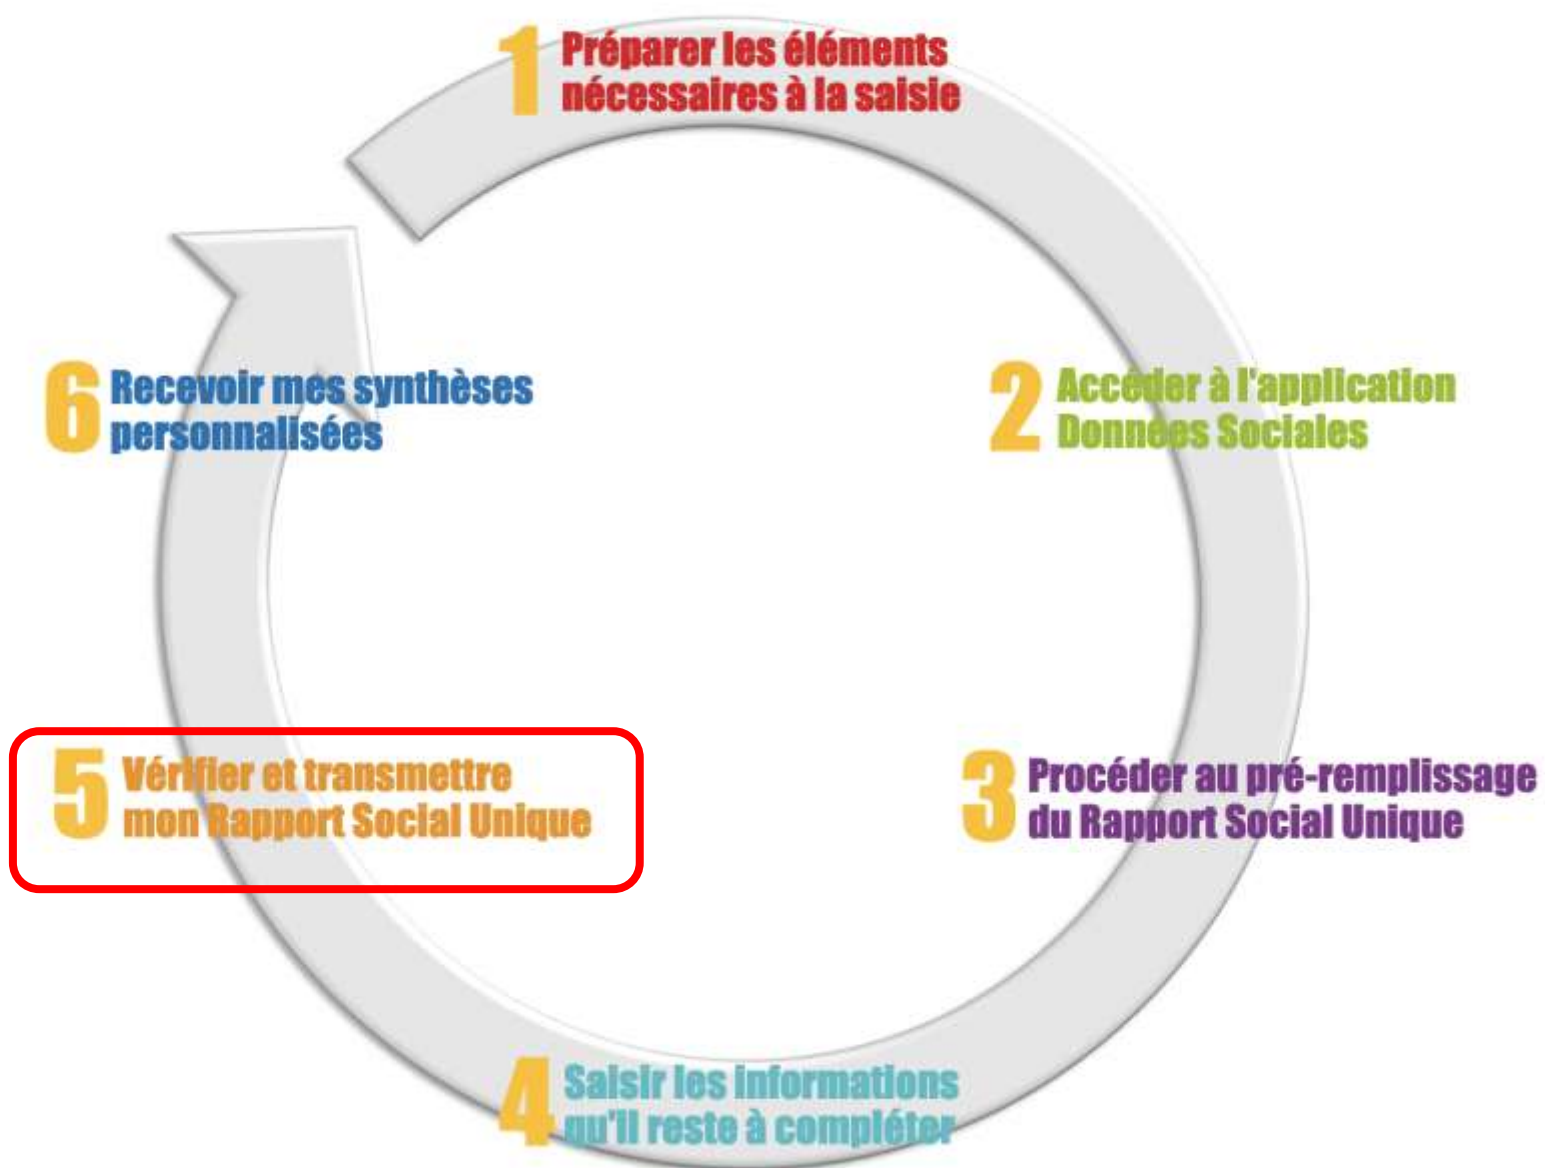 1 Préparer les éléments
nécessaires à la saisie
2 Accéder à l'application
Données Sociales
3 Procéder au pré-remplissage
du Rapport Social Unique
4 Saisir les informations
qu'il reste à compléter
5 Vérifier et transmettre
mon Rapport Social Unique
6 Recevoir mes synthèses
personnalisées